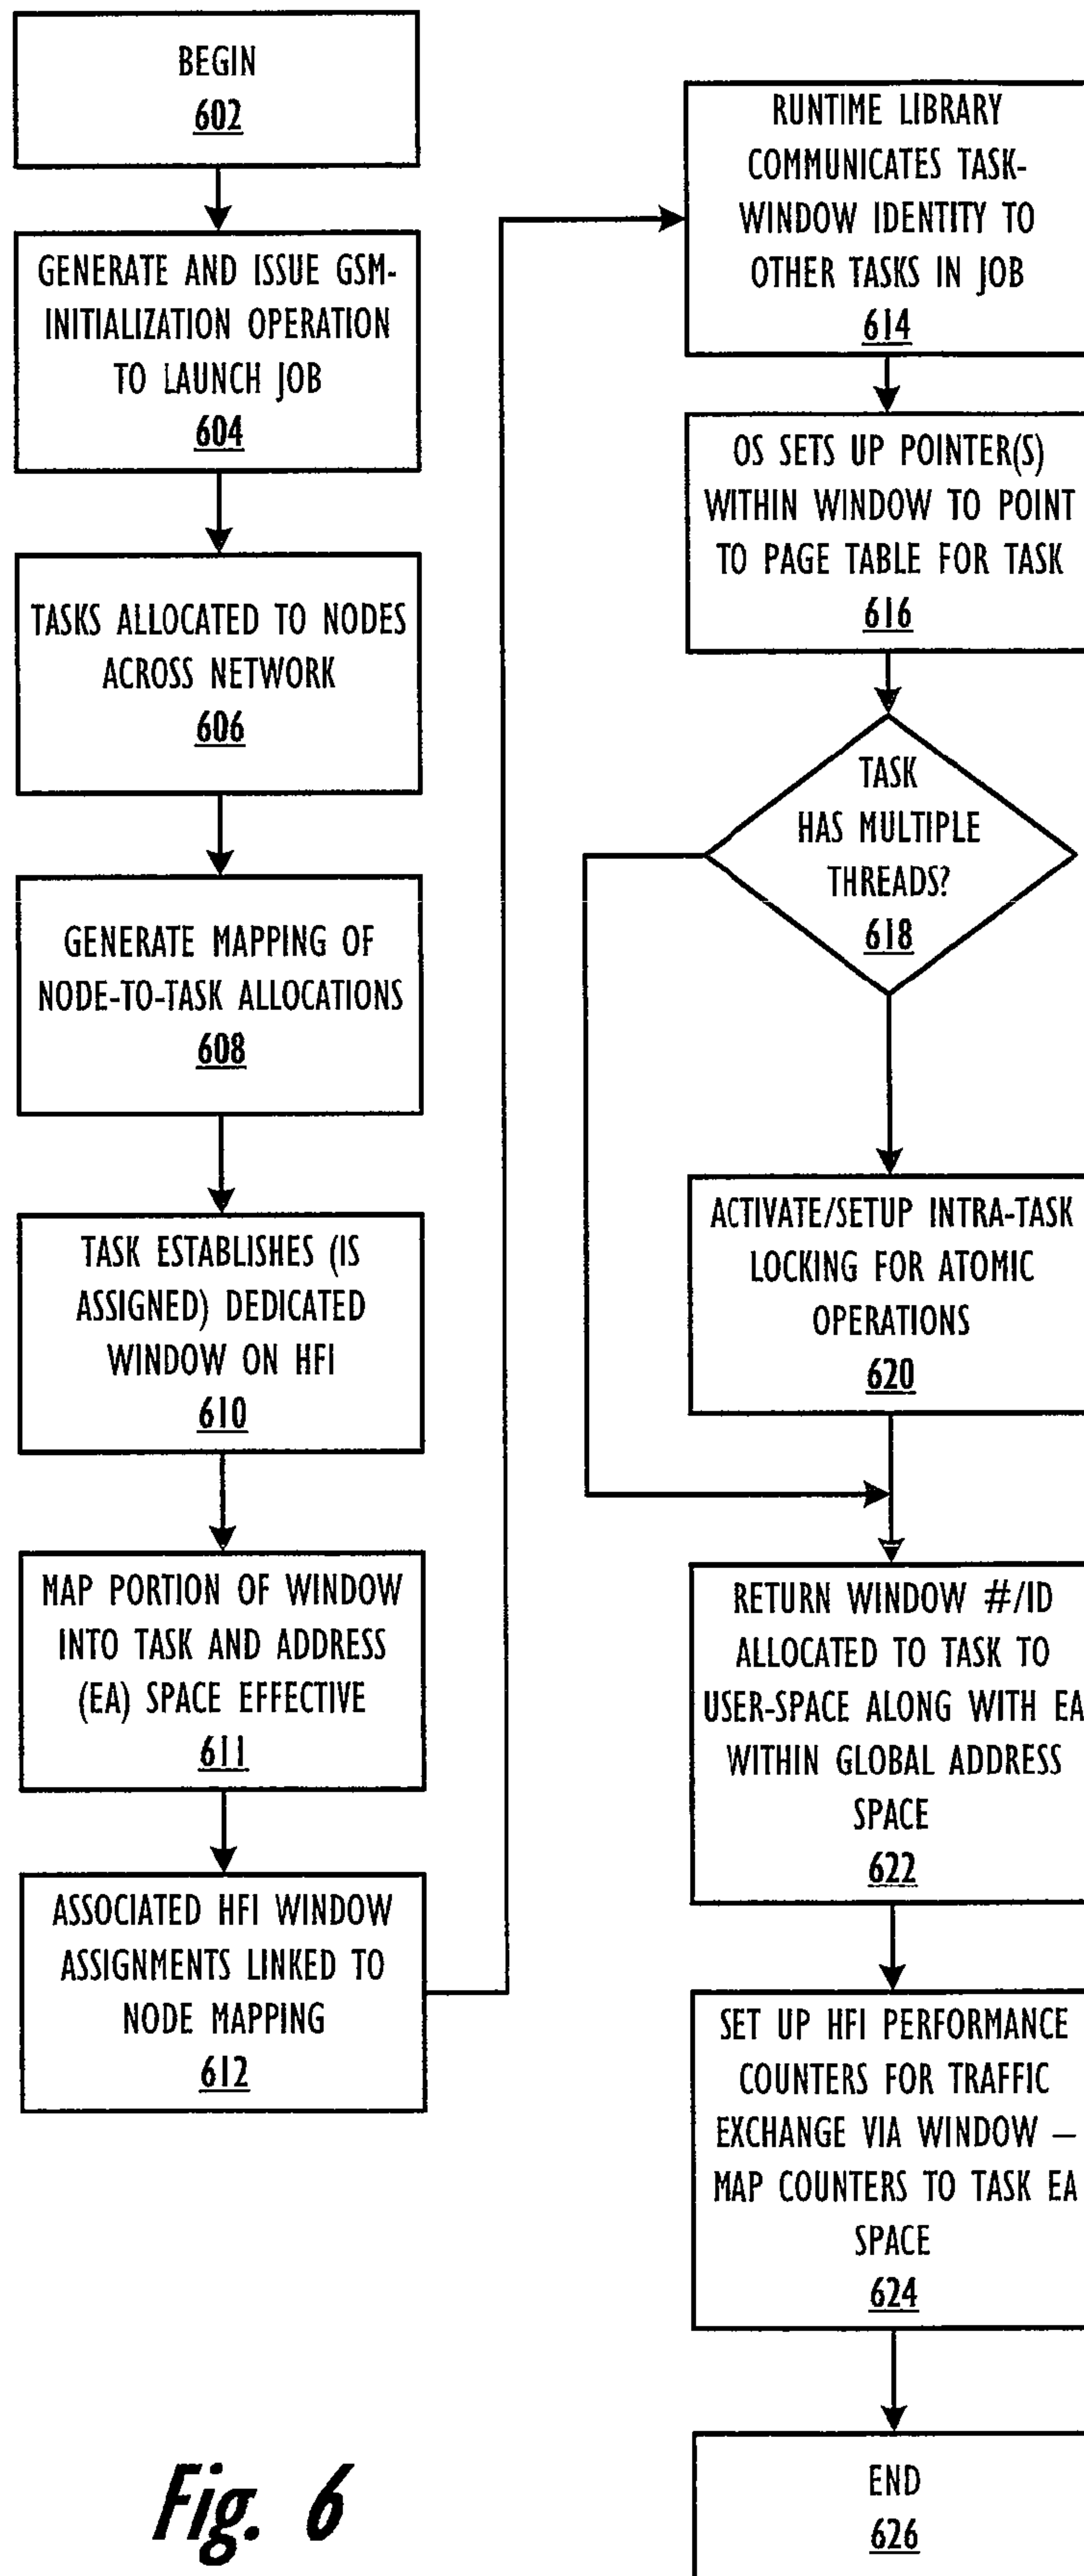 BEGIN
602
GENERATE AND ISSUE GSM-
INITIALIZATION OPERATION
TO LAUNCH JOB
604
TASKS ALLOCATED TO NODES
ACROSS NETWORK
606
GENERATE MAPPING OF
NODE-TO-TASK ALLOCATIONS
608
TASK ESTABLISHES (IS
ASSIGNED) DEDICATED
WINDOW ON HFI
610
MAP PORTION OF WINDOW
INTO TASK AND ADDRESS
(EA) SPACE EFFECTIVE
611
ASSOCIATED HFI WINDOW
ASSIGNMENTS LINKED TO
NODE MAPPING
612
RUNTIME LIBRARY
COMMUNICATES TASK-
WINDOW IDENTITY TO
OTHER TASKS IN JOB
614
OS SETS UP POINTER(S)
WITHIN WINDOW TO POINT
TO PAGE TABLE FOR TASK
616
TASK
HAS MULTIPLE
THREADS?
618
ACTIVATE/SETUP INTRA-TASK
LOCKING FOR ATOMIC
OPERATIONS
620
RETURN WINDOW #/ID
ALLOCATED TO TASK TO
USER-SPACE ALONG WITH EA
WITHIN GLOBAL ADDRESS
SPACE
622
SET UP HFI PERFORMANCE
COUNTERS FOR TRAFFIC
EXCHANGE VIA WINDOW –
MAP COUNTERS TO TASK EA
SPACE
624
END
626
Fig. 6